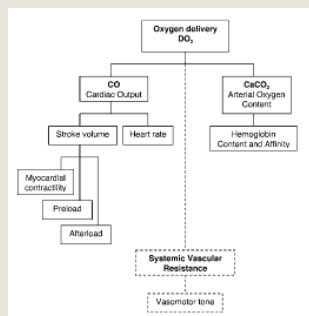 Oxygen delivery
DO₂
CO
Cardiac Output
CaCO₂
Arterial Oxygen
Content
Stroke volume
Heart rate
Hemoglobin
Content and Affinity
Myocardial
contractility
Preload
Afterload
Systemic Vascular
Resistance
Vasomotor tone